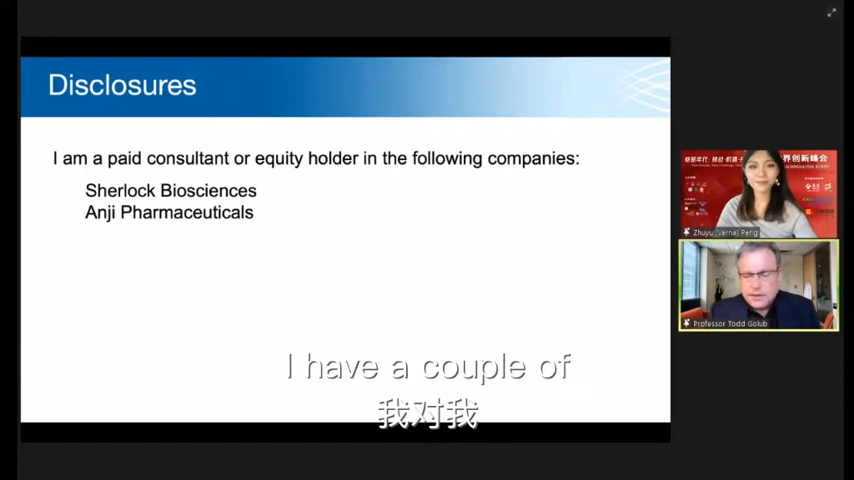 Disclosures
I am a paid consultant or equity holder in the following companies:
Sherlock Biosciences
Anji Pharmaceuticals
I have a couple of
我对我
Zhuyu (Verna) Peng
Professor Todd Golub